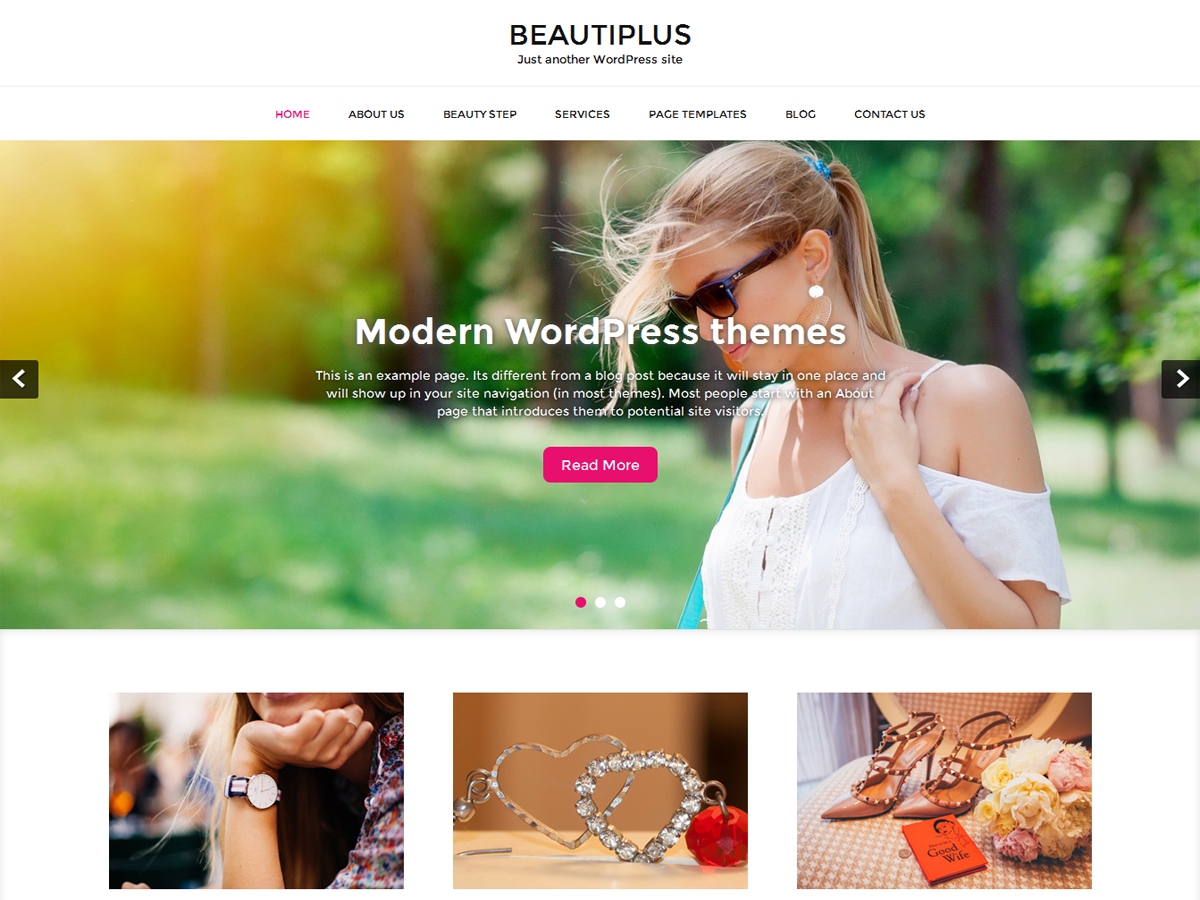 BEAUTIPLUS
Just another WordPress site
HOME ABOUT US BEAUTY STEP SERVICES PAGE TEMPLATES BLOG CONTACT US
Ray-Ban
Modern WordPress themes
This is an example page. Its different from a blog post because it will stay in one place and
will show up in your site navigation (in most themes). Most people start with an About
page that introduces them to potential site visitors.
Read More
Good
Wife